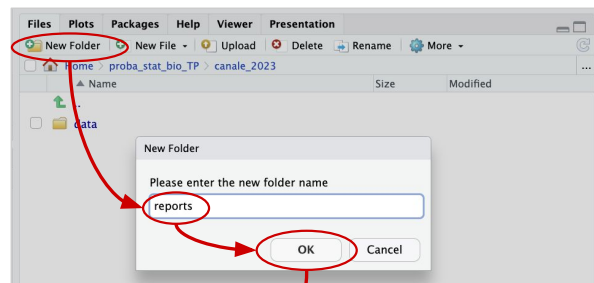 Files Plots Packages Help Viewer Presentation
New Folder New File Upload Delete Rename More
Home proba_stat_bio_TP canale_2023 ...
Name Size Modified
..
data
New Folder
Please enter the new folder name
reports
OK Cancel